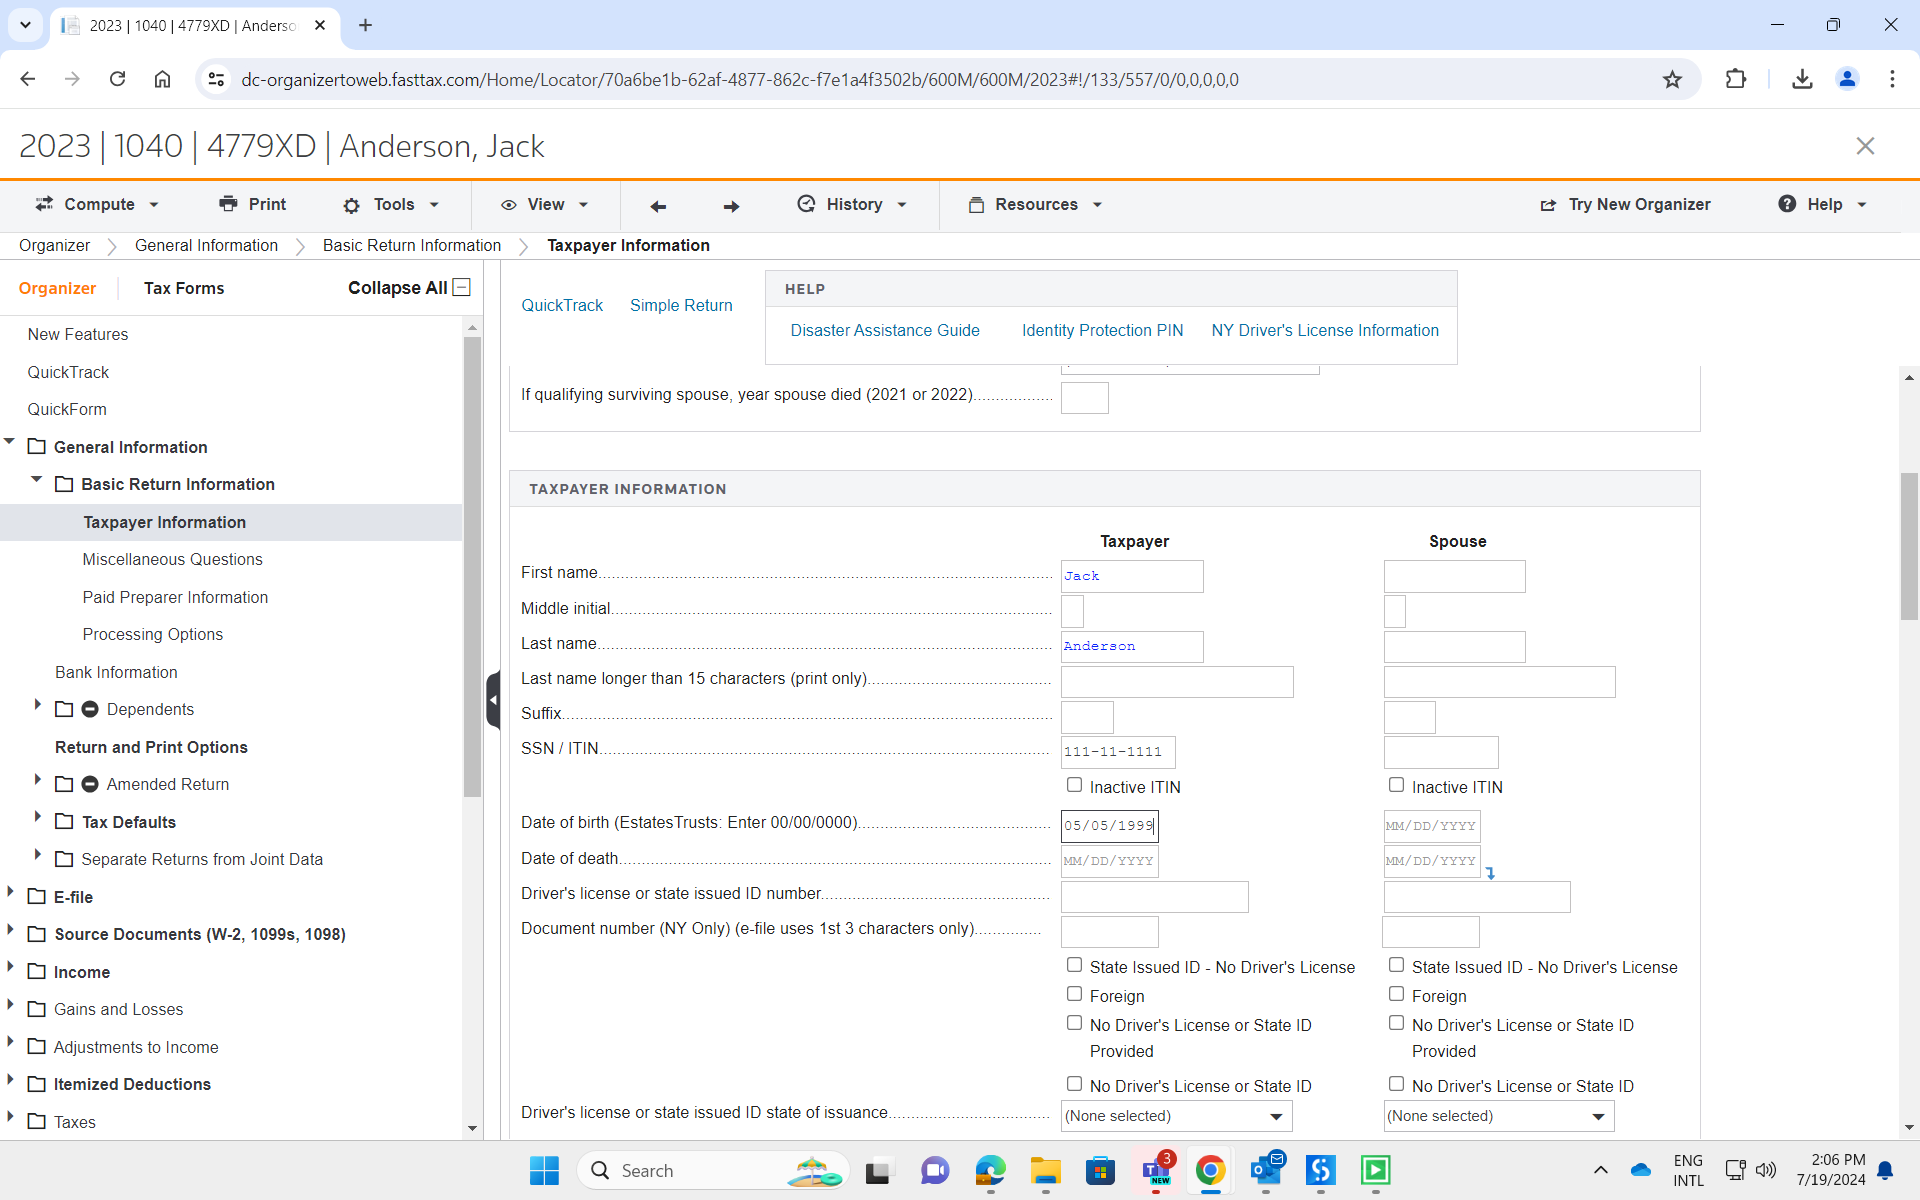 2023 | 1040 | 4779XD | Anderso
dc-organizertoweb.fasttax.com/Home/Locator/70a6be1b-62af-4877-862c-f7e1a4f3502b/600M/600M/2023#!/133/557/0/0,0,0,0,0
2023 | 1040 | 4779XD | Anderson, Jack
Compute Print Tools View History Resources Try New Organizer Help
Organizer General Information Basic Return Information Taxpayer Information
Organizer Tax Forms Collapse All
New Features
QuickTrack
QuickForm
General Information
Basic Return Information
Taxpayer Information
Miscellaneous Questions
Paid Preparer Information
Processing Options
Bank Information
Dependents
Return and Print Options
Amended Return
Tax Defaults
Separate Returns from Joint Data
E-file
Source Documents (W-2, 1099s, 1098)
Income
Gains and Losses
Adjustments to Income
Itemized Deductions
Taxes
QuickTrack Simple Return
HELP
Disaster Assistance Guide Identity Protection PIN NY Driver's License Information
If qualifying surviving spouse, year spouse died (2021 or 2022)
TAXPAYER INFORMATION
Taxpayer Spouse
First name Jack
Middle initial
Last name Anderson
Last name longer than 15 characters (print only)
Suffix
SSN / ITIN 111-11-1111
Inactive ITIN Inactive ITIN
Date of birth (EstatesTrusts: Enter 00/00/0000) 05/05/1999 MM/DD/YYYY
Date of death MM/DD/YYYY MM/DD/YYYY
Driver's license or state issued ID number
Document number (NY Only) (e-file uses 1st 3 characters only)
State Issued ID - No Driver's License State Issued ID - No Driver's License
Foreign Foreign
No Driver's License or State ID No Driver's License or State ID
Provided Provided
No Driver's License or State ID No Driver's License or State ID
Driver's license or state issued ID state of issuance (None selected) (None selected)
Search
3
NEW
ENG
INTL
2:06 PM
7/19/2024